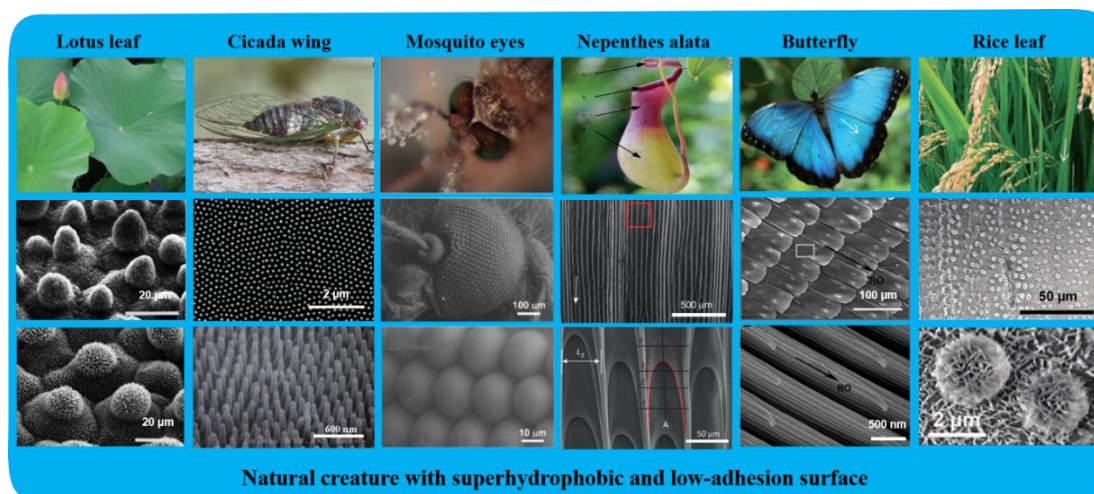 Lotus leaf
Cicada wing
Mosquito eyes
Nepenthes alata
Butterfly
Rice leaf
20 μm
2 μm
100 μm
500 μm
RO
100 μm
50 μm
20 μm
600 nm
10 μm
L2
A
50 μm
RO
500 nm
2 μm
Natural creature with superhydrophobic and low-adhesion surface